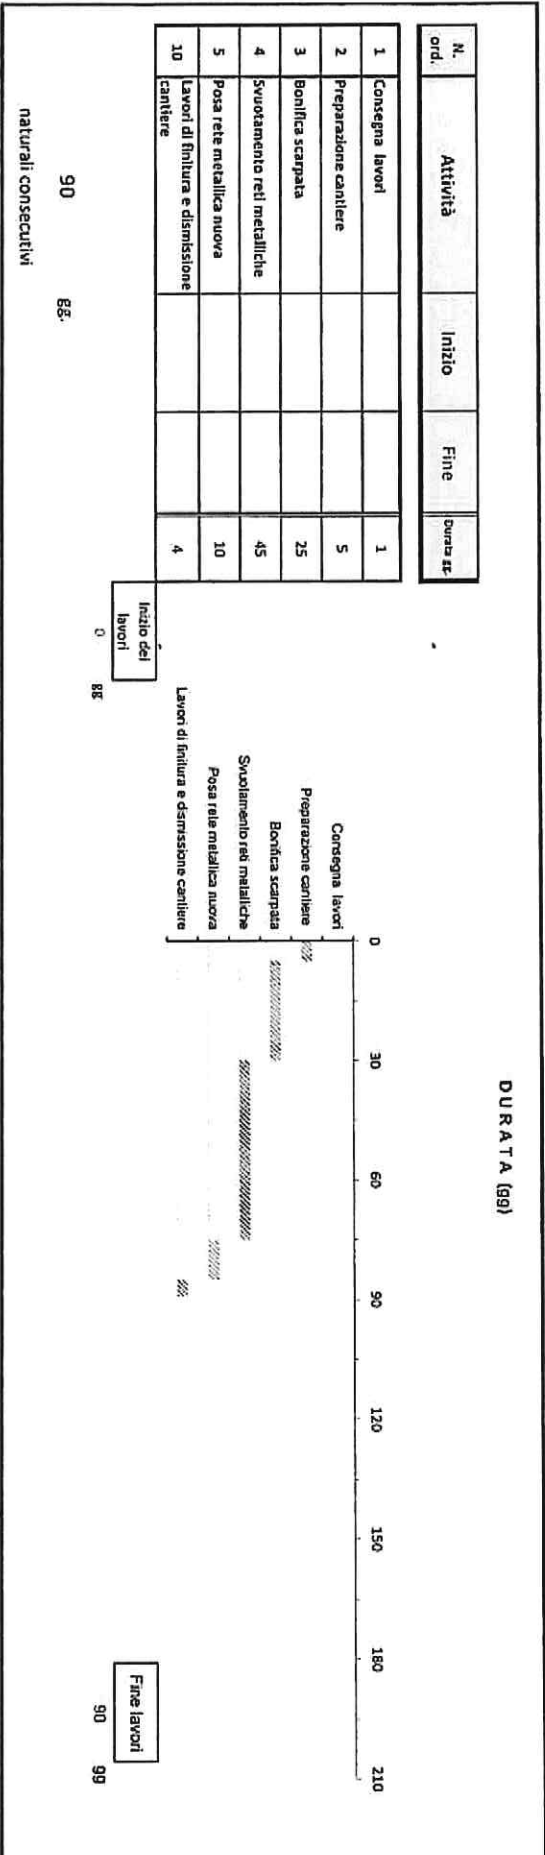 DURATA (gg)
N. ord. Attività Inizio Fine Durata gg.
1 Consegna lavori 1
2 Preparazione cantiere 5
3 Bonifica scarpata 25
4 Svuotamento reti metalliche 45
5 Posa rete metallica nuova 10
10 Lavori di finitura e dismissione cantiere 4
90 gg.
naturali consecutivi
Inizio dei
lavori
0 gg
0 30 60 90 120 150 180 210
Consegna lavori
Preparazione cantiere
Bonifica scarpata
Svuotamento reti metalliche
Posa rete metallica nuova
Lavori di finitura e dismissione cantiere
Fine lavori
90 gg